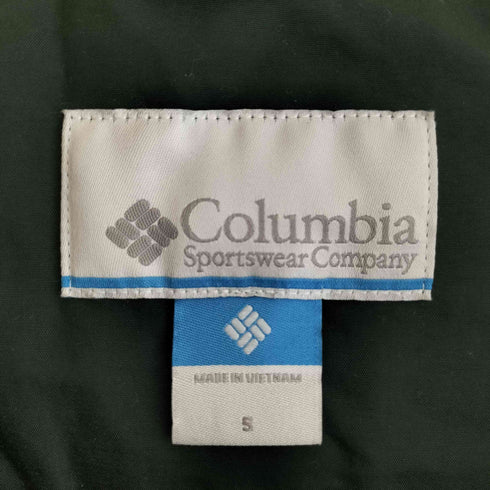 Columbia
Sportswear Company
MADE IN VIETNAM
S